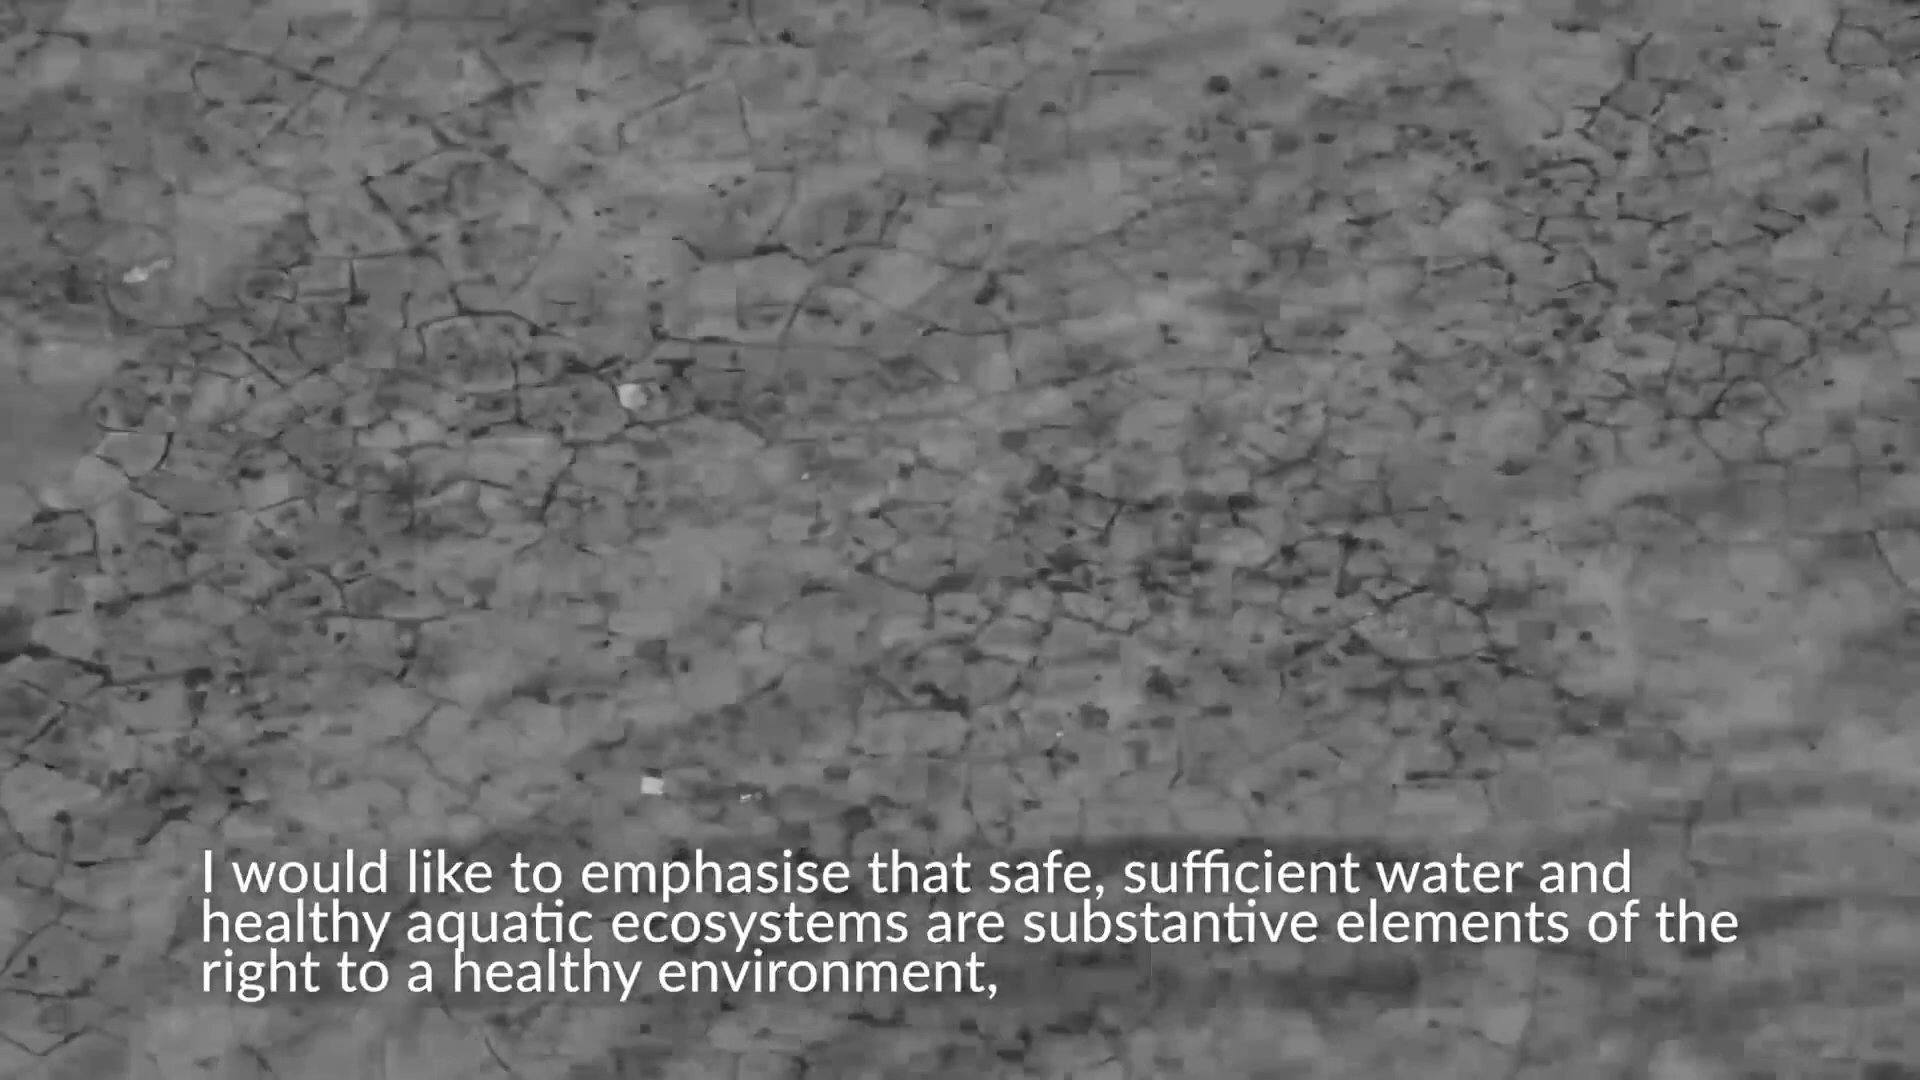 I would like to emphasise that safe, sufficient water and
healthy aquatic ecosystems are substantive elements of the
right to a healthy environment,